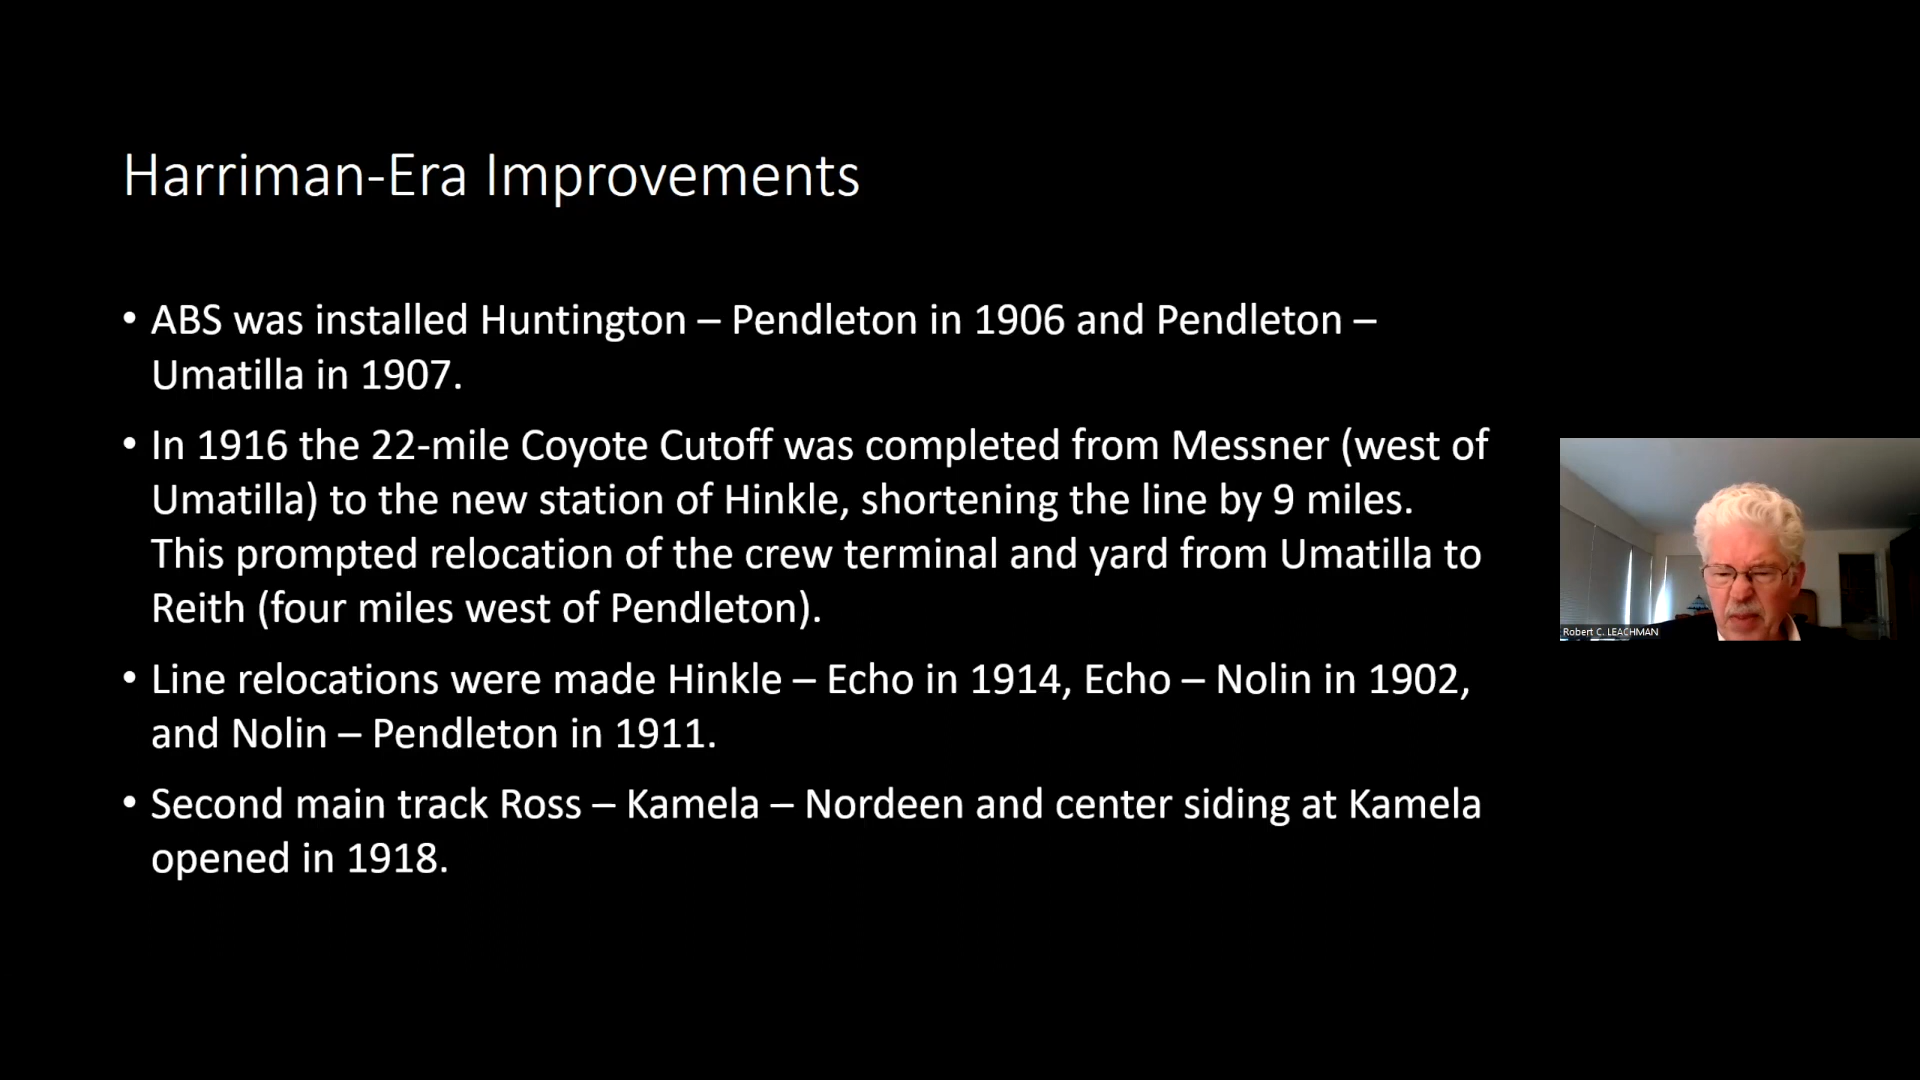 Harriman-Era Improvements
• ABS was installed Huntington – Pendleton in 1906 and Pendleton –
Umatilla in 1907.
• In 1916 the 22-mile Coyote Cutoff was completed from Messner (west of
Umatilla) to the new station of Hinkle, shortening the line by 9 miles.
This prompted relocation of the crew terminal and yard from Umatilla to
Reith (four miles west of Pendleton).
• Line relocations were made Hinkle – Echo in 1914, Echo – Nolin in 1902,
and Nolin – Pendleton in 1911.
• Second main track Ross – Kamela – Nordeen and center siding at Kamela
opened in 1918.
Robert C. LEACHMAN